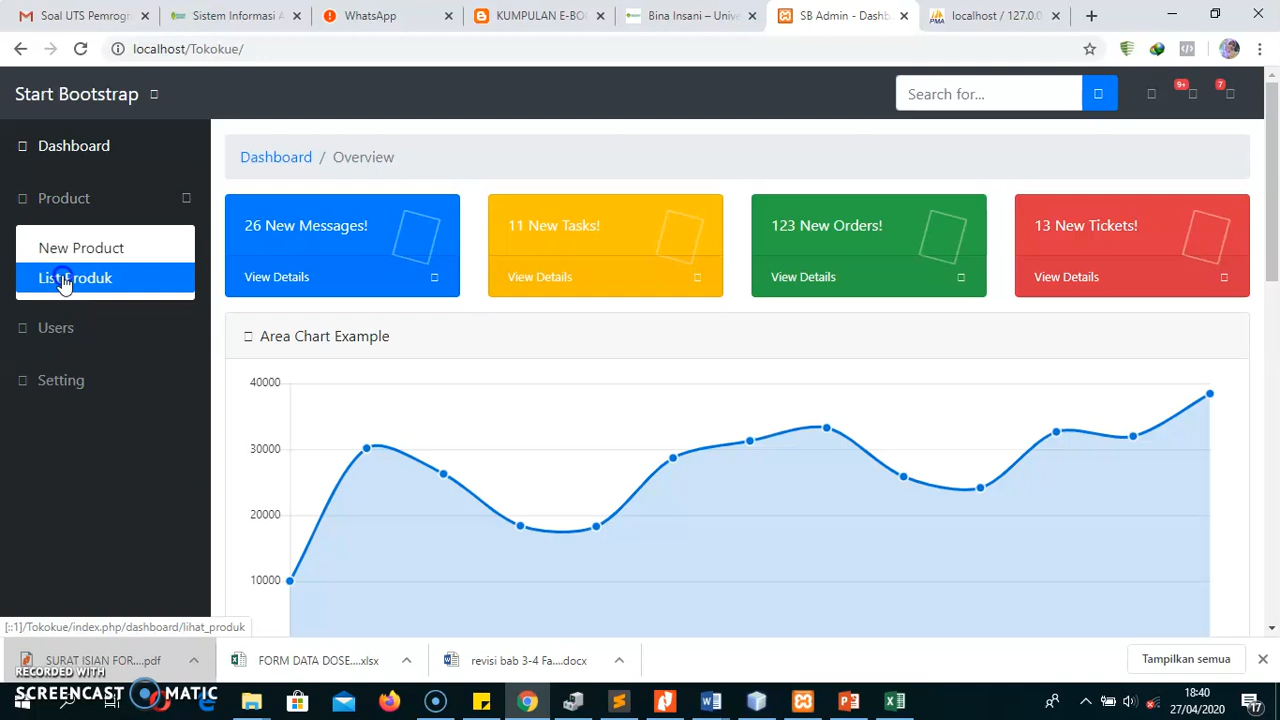 Soal UTS Pemrogr
Sistem Informasi A
WhatsApp
KUMPULAN E-BO
Bina Insani – Unive
SB Admin - Dashb
localhost / 127.0.0
localhost/Tokokue/
Start Bootstrap
Search for...
9+
7
Dashboard
Product
New Product
List Produk
Users
Setting
Dashboard / Overview
26 New Messages!
View Details
11 New Tasks!
View Details
123 New Orders!
View Details
13 New Tickets!
View Details
Area Chart Example
40000
30000
20000
10000
[::1]/Tokokue/index.php/dashboard/lihat_produk
SURAT ISIAN FOR....pdf
FORM DATA DOSE....xlsx
revisi bab 3-4 Fa....docx
Tampilkan semua
RECORDED WITH
SCREENCAST MATIC
18:40
27/04/2020
17